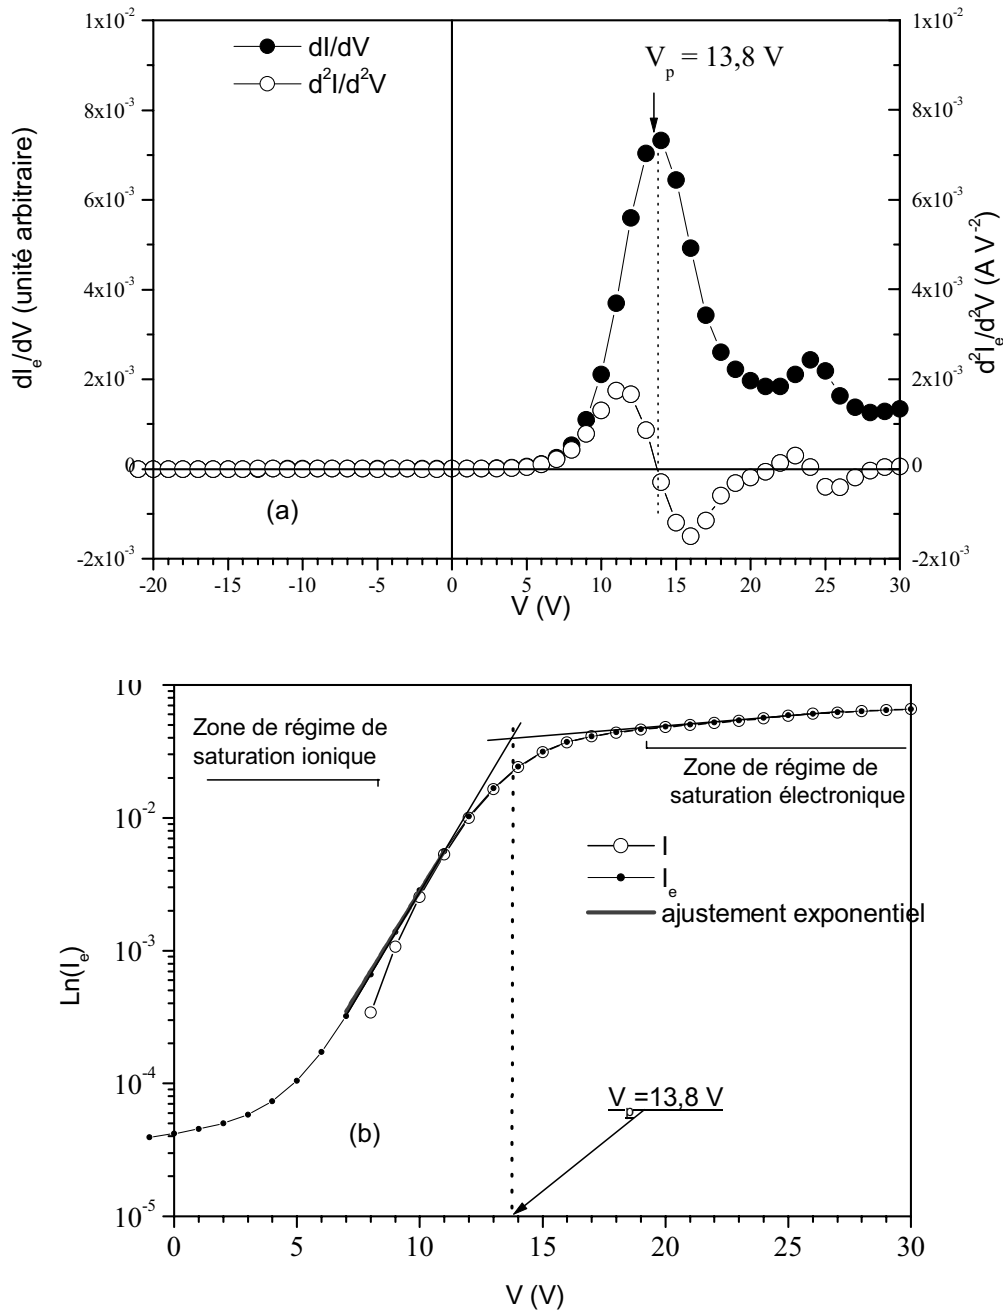 1x10⁻²
1x10⁻²
dI/dV
d²I/d²V
V_p = 13,8 V
8x10⁻³
8x10⁻³
6x10⁻³
6x10⁻³
4x10⁻³
4x10⁻³
2x10⁻³
2x10⁻³
0
0
-2x10⁻³
-2x10⁻³
dI_e/dV (unité arbitraire)
d²I_e/d²V (A V⁻²)
(a)
-20 -15 -10 -5 0 5 10 15 20 25 30
V (V)
10
Zone de régime de
saturation ionique
Zone de régime de
saturation électronique
10⁻²
I
I_e
ajustement exponentiel
10⁻³
Ln(I_e)
10⁻⁴
V_p=13,8 V
(b)
10⁻⁵
0 5 10 15 20 25 30
V (V)